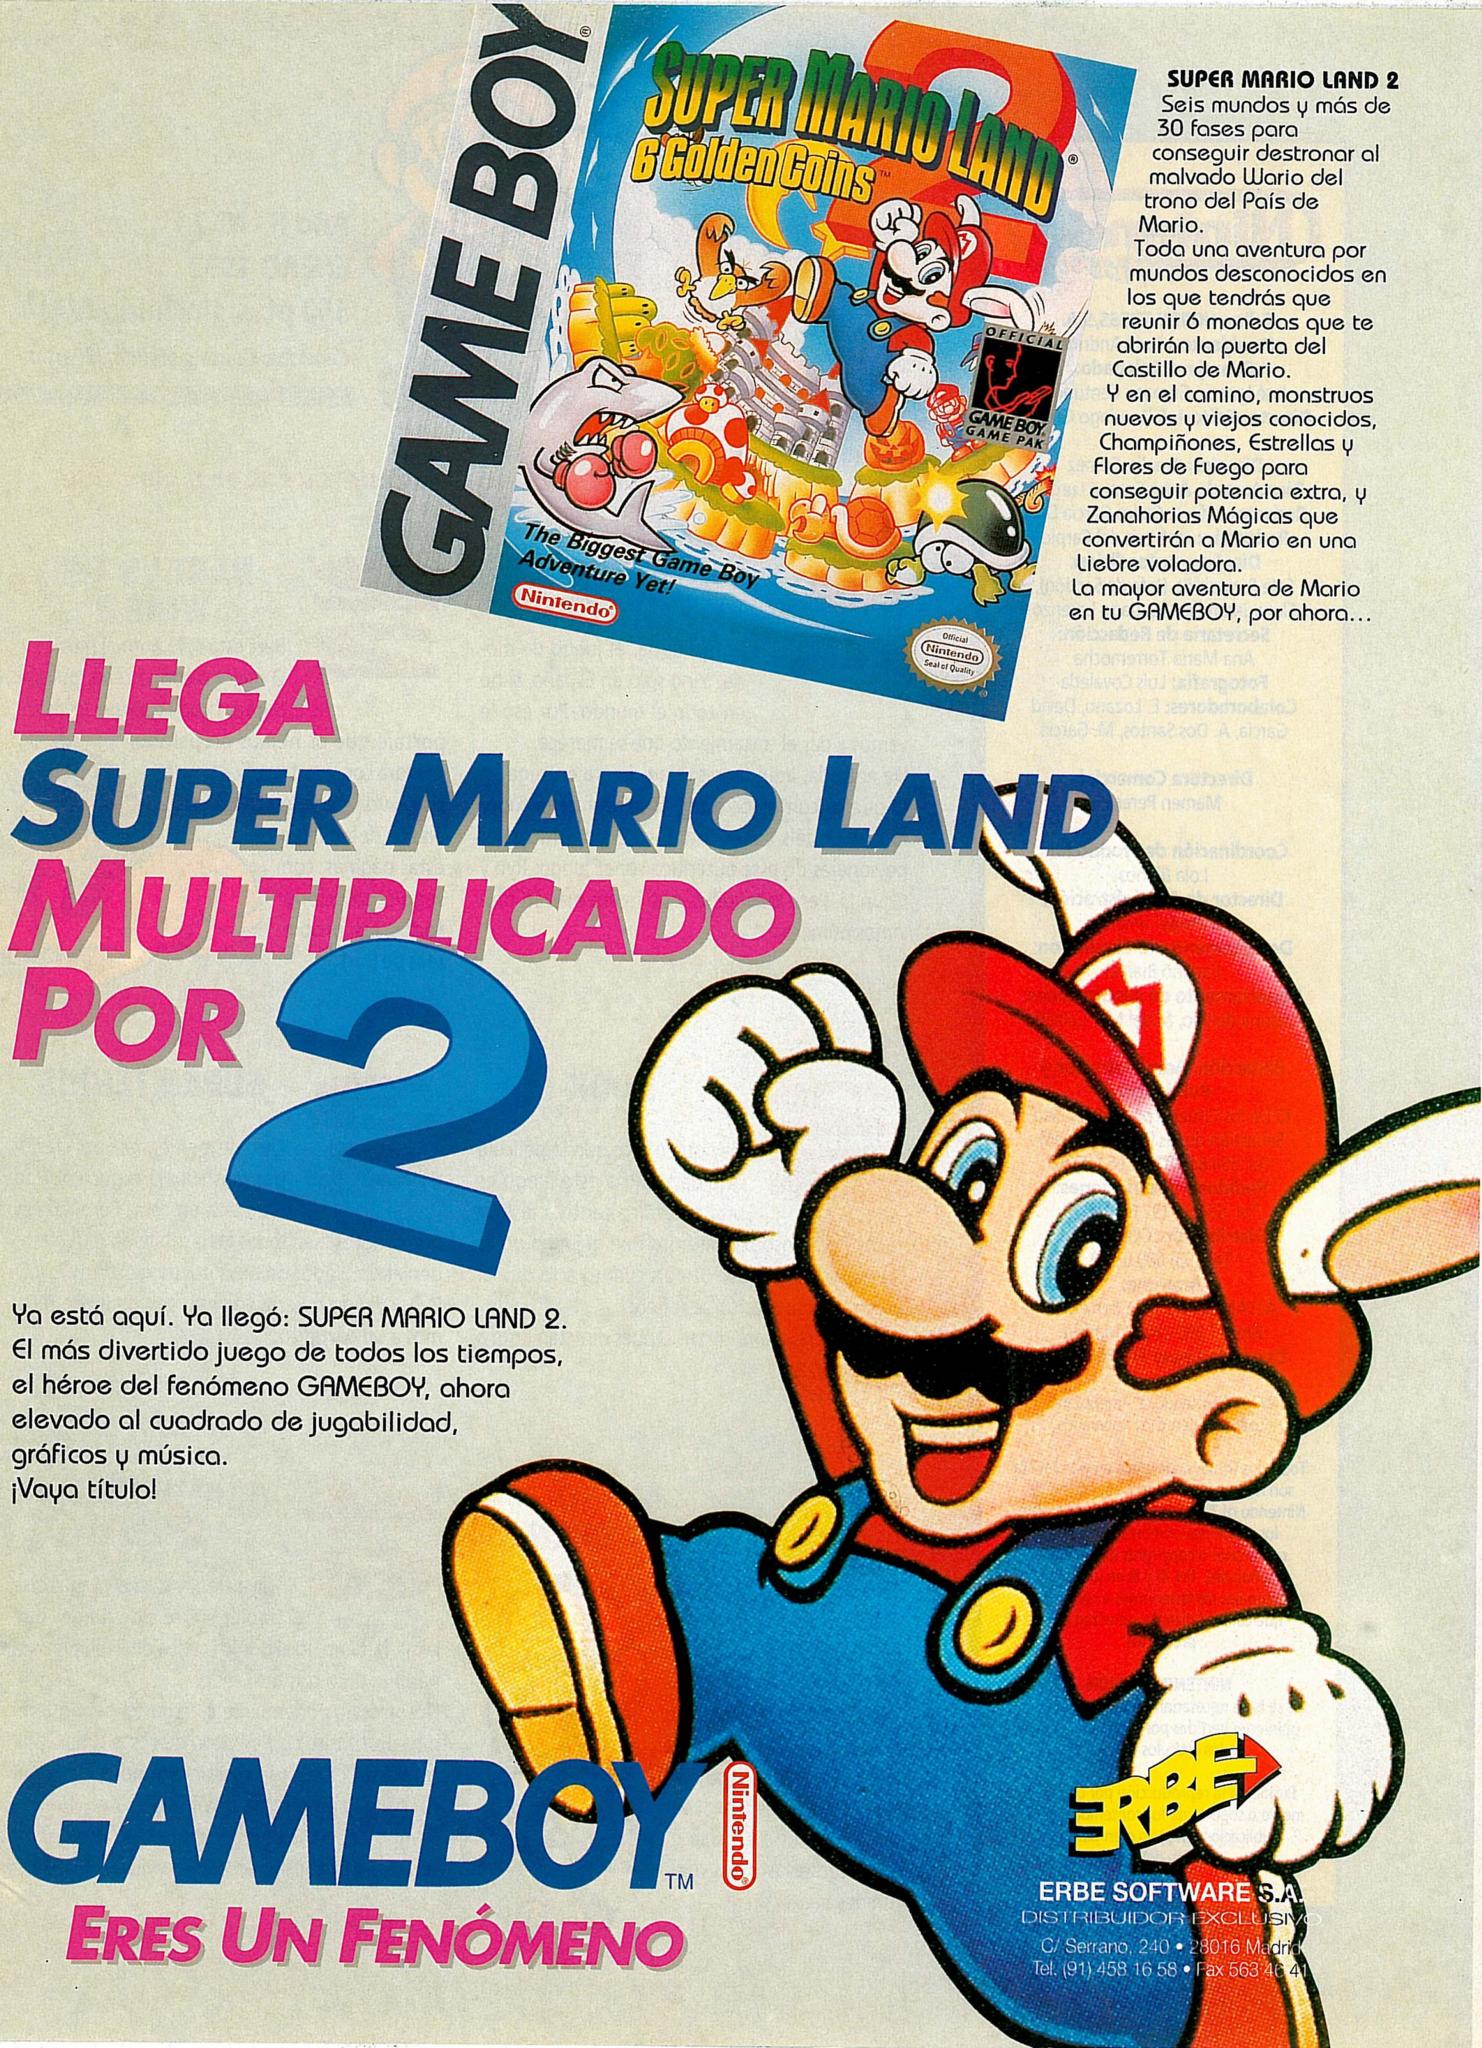 GAME BOY®
SUPER MARIO LAND®
2
6 Golden Coins™
OFFICIAL
GAME BOY
GAME PAK
The Biggest Game Boy
Adventure Yet!
Nintendo®
Official
Nintendo
Seal of Quality
SUPER MARIO LAND 2
Seis mundos y más de
30 fases para
conseguir destronar al
malvado Wario del
trono del País de
Mario.
Toda una aventura por
mundos desconocidos en
los que tendrás que
reunir 6 monedas que te
abrirán la puerta del
Castillo de Mario.
Y en el camino, monstruos
nuevos y viejos conocidos,
Champiñones, Estrellas y
Flores de Fuego para
conseguir potencia extra, y
Zanahorias Mágicas que
convertirán a Mario en una
Liebre voladora.
La mayor aventura de Mario
en tu GAMEBOY, por ahora...
LLEGA
SUPER MARIO LAND
MULTIPLICADO
POR 2
M
Ya está aquí. Ya llegó: SUPER MARIO LAND 2.
El más divertido juego de todos los tiempos,
el héroe del fenómeno GAMEBOY, ahora
elevado al cuadrado de jugabilidad,
gráficos y música.
¡Vaya título!
GAMEBOY™
Nintendo®
ERES UN FENÓMENO
ERBE
ERBE SOFTWARE S.A.
DISTRIBUIDOR EXCLUSIVO
C/ Serrano, 240 • 28016 Madrid
Tel. (91) 458 16 58 • Fax 563 46 41